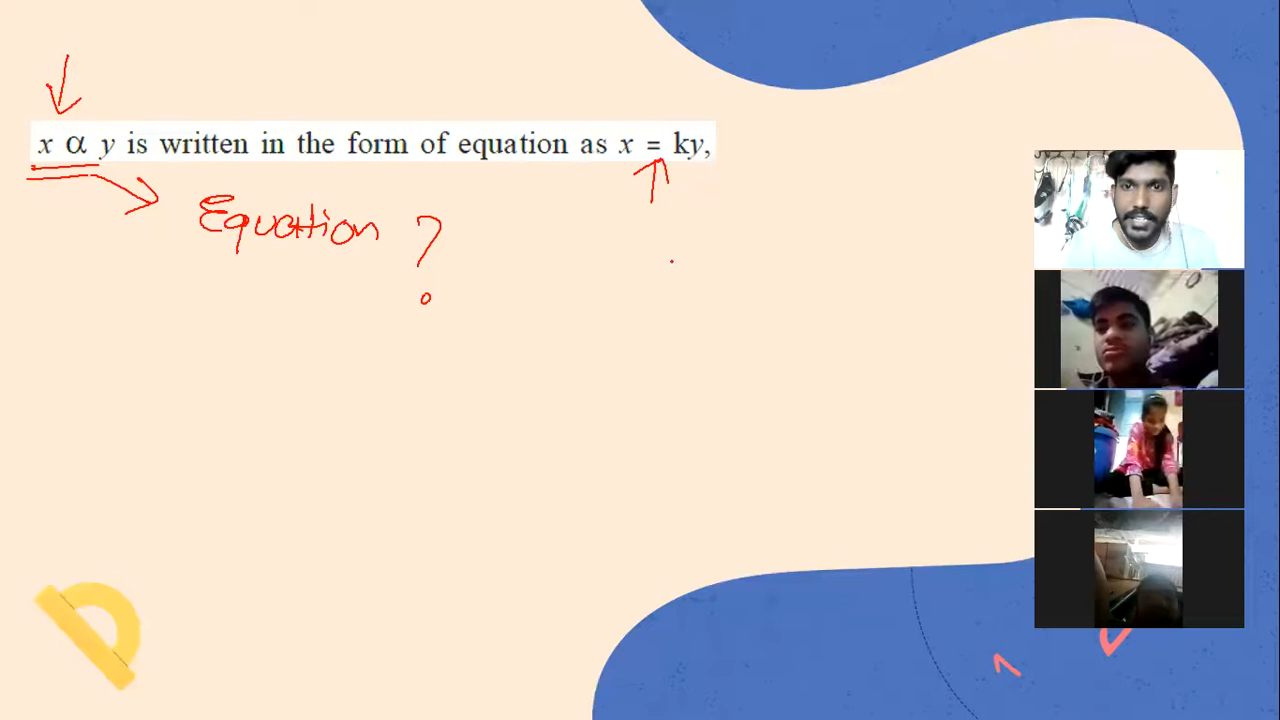 x α y is written in the form of equation as x = ky,
Equation ?